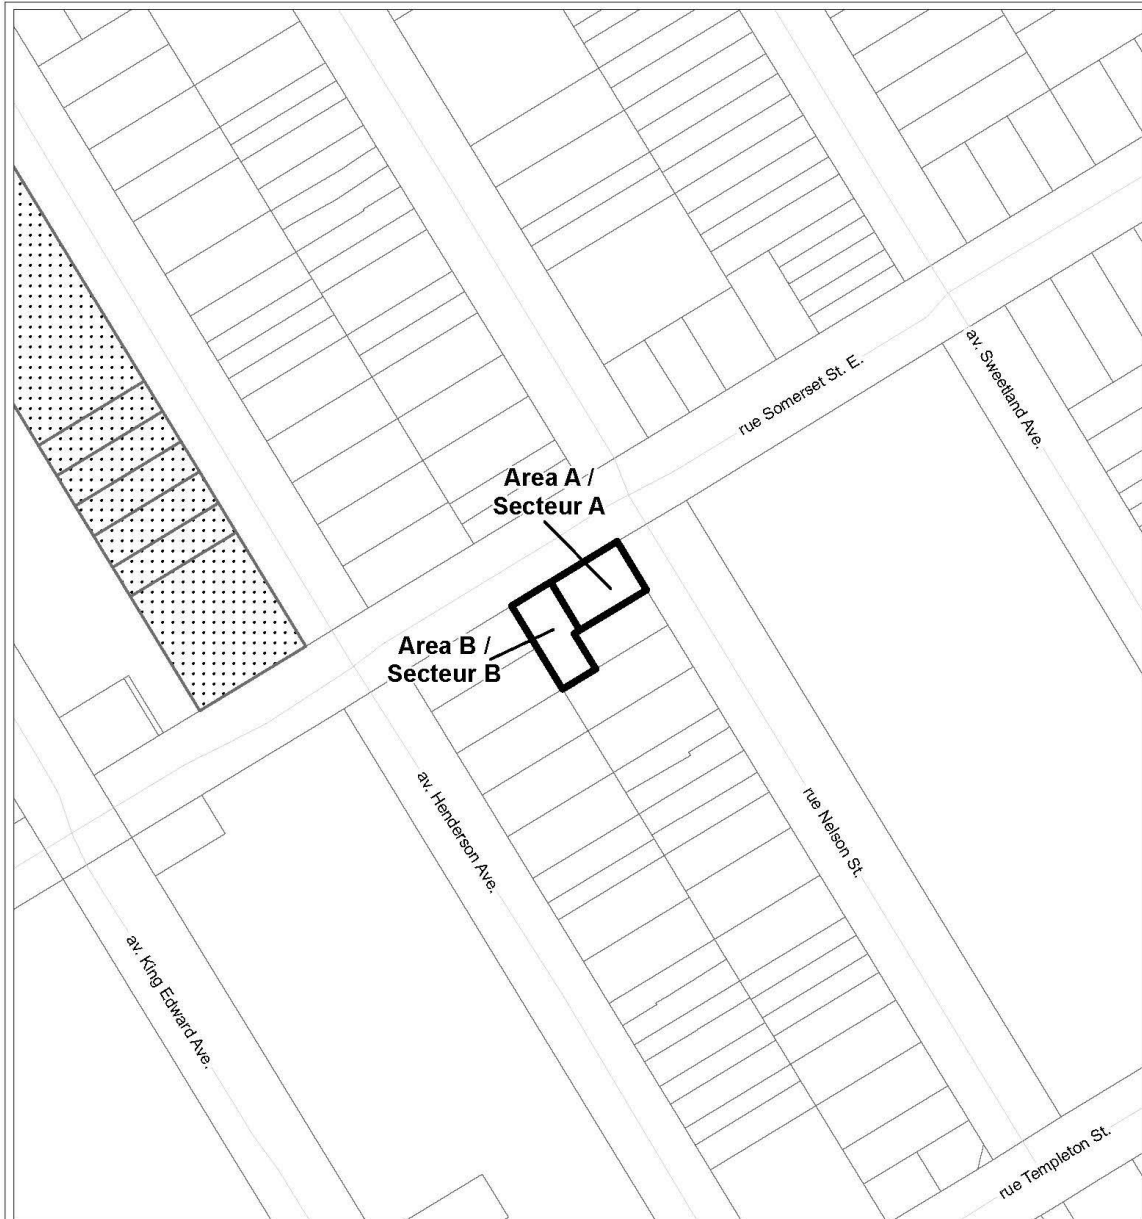 av. Sweetland Ave.
rue Somerset St. E.
Area A /
Secteur A
Area B /
Secteur B
av. Henderson Ave.
rue Nelson St.
av. King Edward Ave.
rue Templeton St.